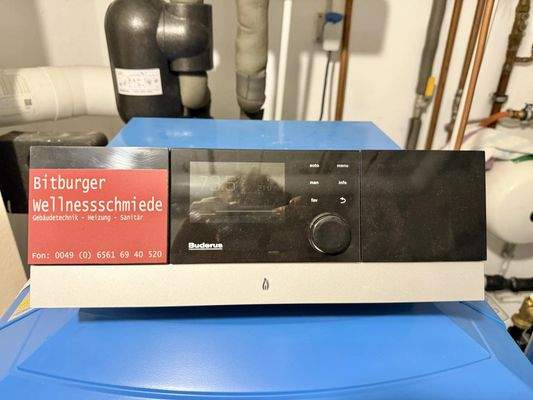 Bitburger
Wellnessschmiede
Gebäudetechnik - Heizung - Sanitär
Fon: 0049 (0) 6561 69 40 520
auto menu
man info
fav
Buderus